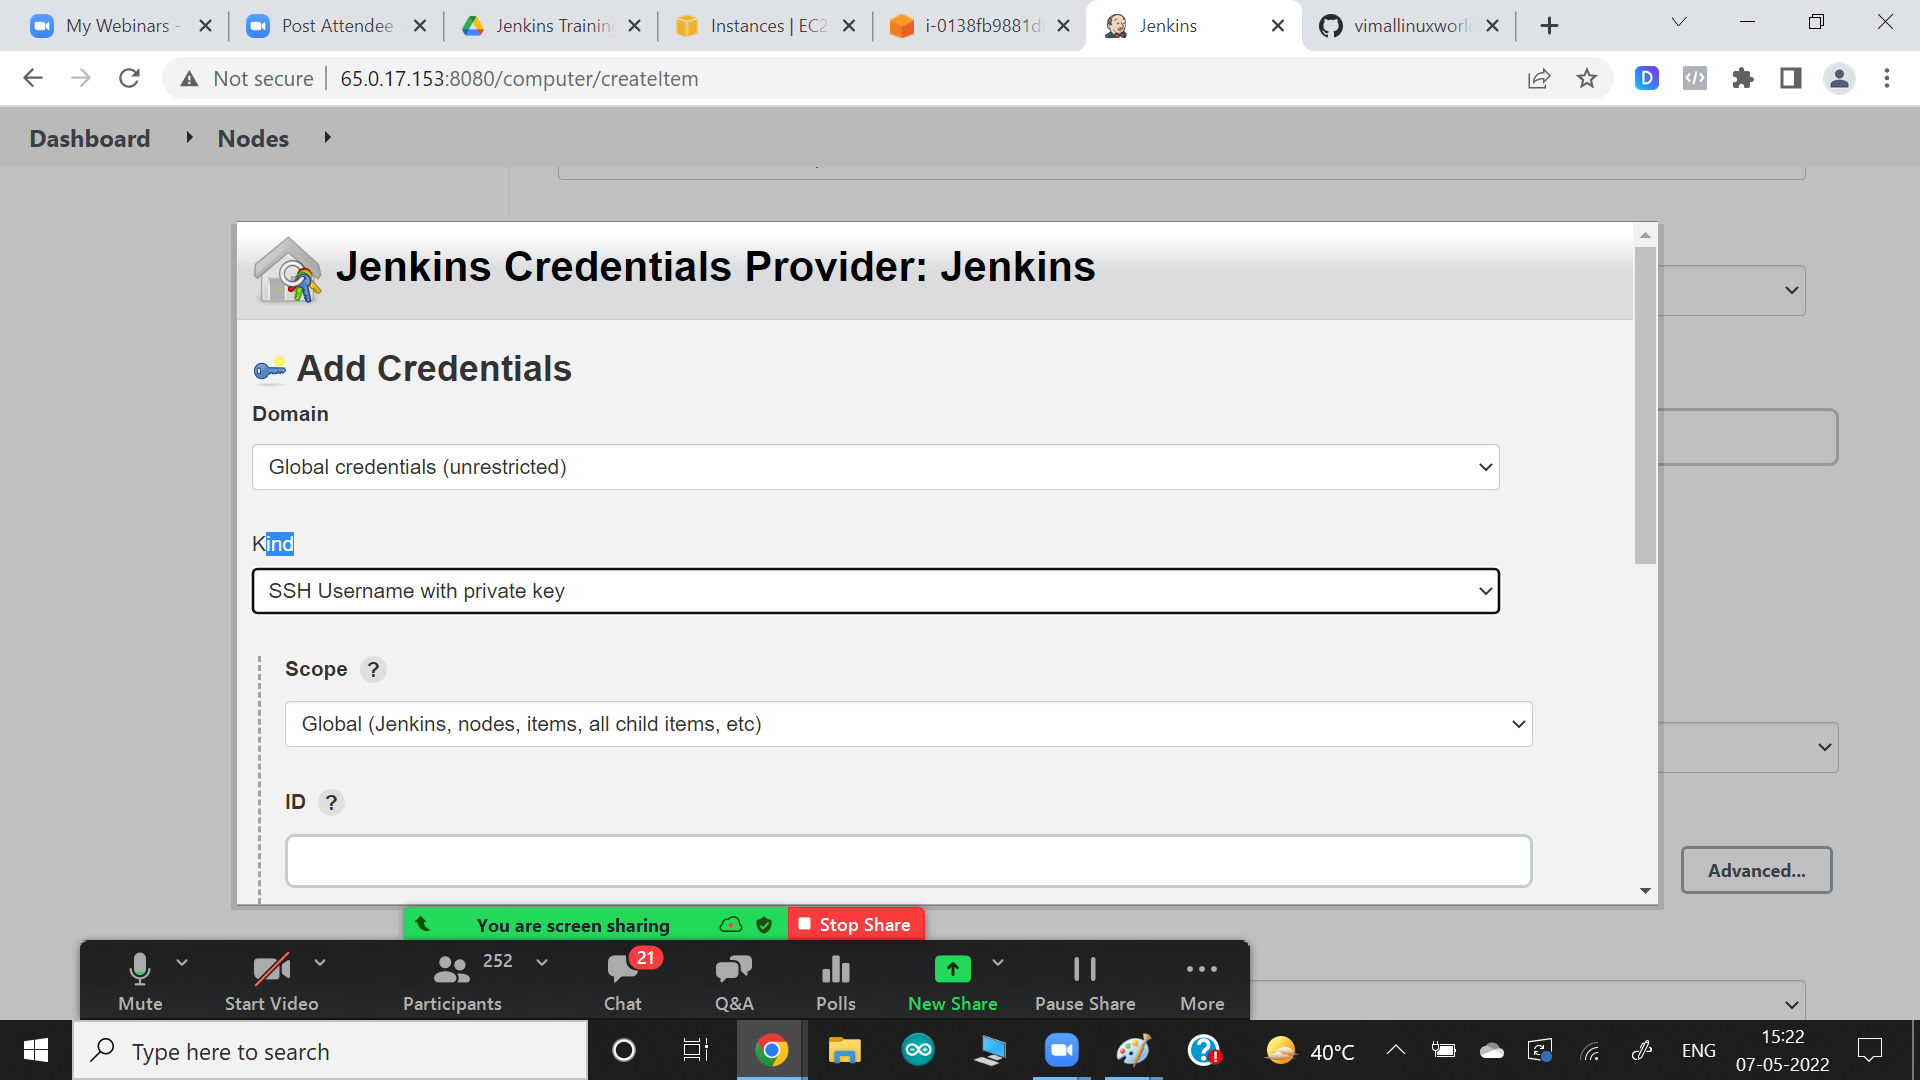 My Webinars -
Post Attendee
Jenkins Training
Instances | EC2
i-0138fb9881d
Jenkins
vimallinuxworld
Not secure
65.0.17.153:8080/computer/createItem
D
Dashboard
Nodes
Jenkins Credentials Provider: Jenkins
Add Credentials
Domain
Global credentials (unrestricted)
Kind
SSH Username with private key
Scope ?
Global (Jenkins, nodes, items, all child items, etc)
ID ?
Advanced...
You are screen sharing
Stop Share
21
252
Mute
Start Video
Participants
Chat
Q&A
Polls
New Share
Pause Share
More
Type here to search
40°C
ENG
15:22
07-05-2022